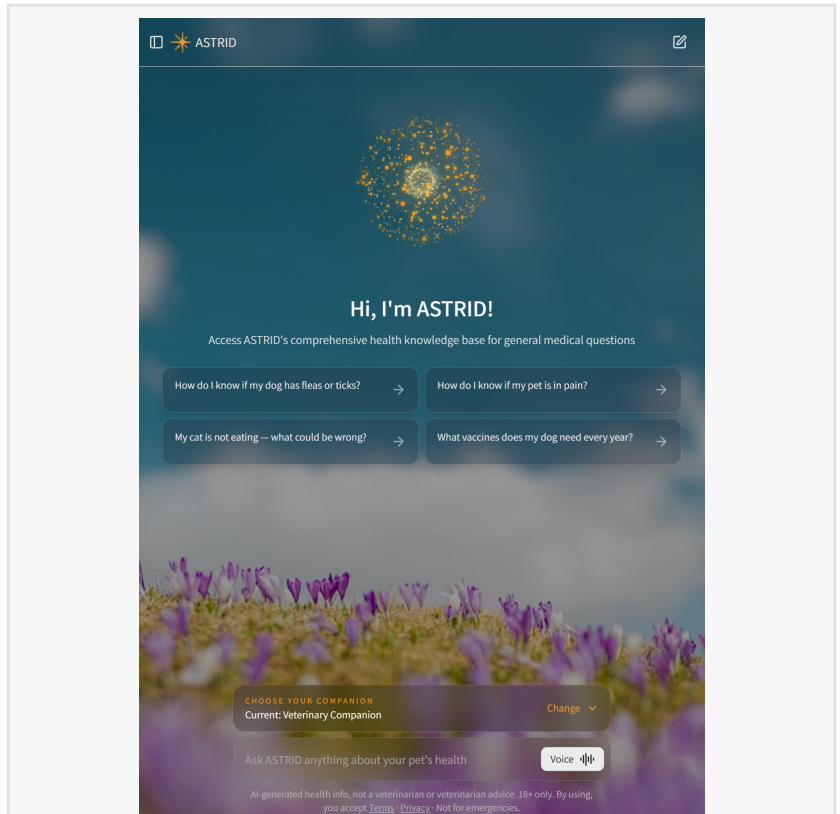 ASTRID
Hi, I'm ASTRID!
Access ASTRID's comprehensive health knowledge base for general medical questions
How do I know if my dog has fleas or ticks?
How do I know if my pet is in pain?
My cat is not eating — what could be wrong?
What vaccines does my dog need every year?
CHOOSE YOUR COMPANION
Current: Veterinary Companion
Change
Ask ASTRID anything about your pet's health
Voice
AI-generated health info, not a veterinarian or veterinary advice. 18+ only. By using,
you accept Terms · Privacy · Not for emergencies.